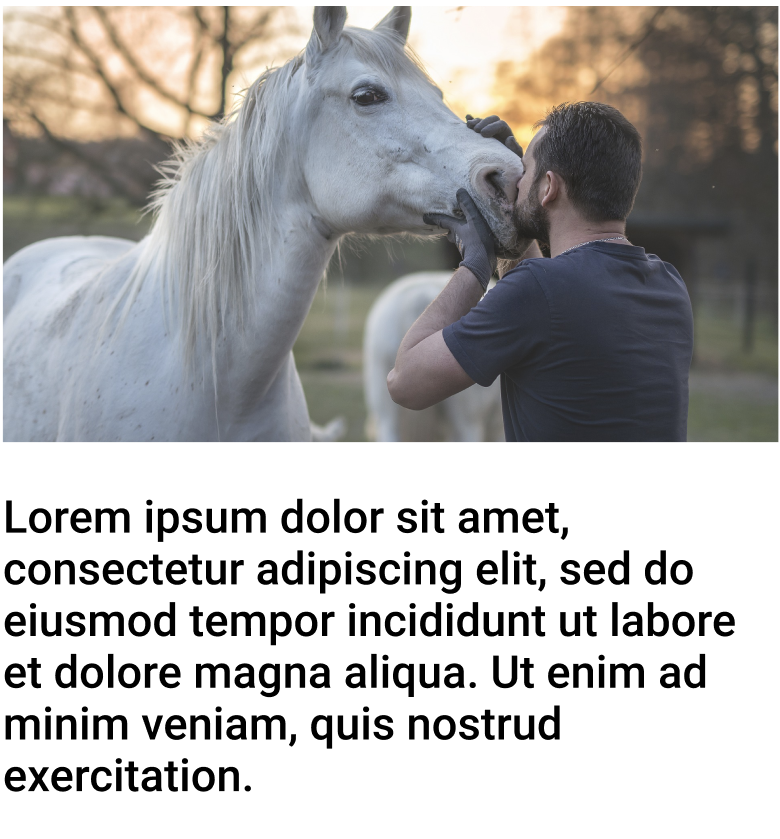 Lorem ipsum dolor sit amet,
consectetur adipiscing elit, sed do
eiusmod tempor incididunt ut labore
et dolore magna aliqua. Ut enim ad
minim veniam, quis nostrud
exercitation.